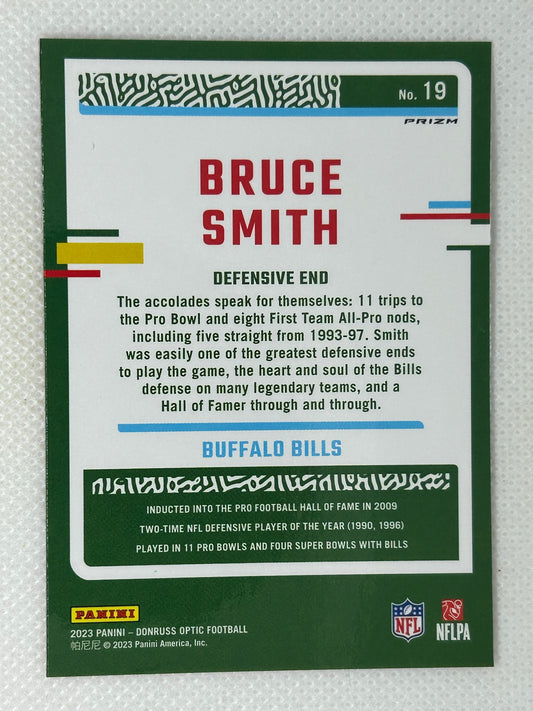 No. 19
PRIZM
BRUCE
SMITH
DEFENSIVE END
The accolades speak for themselves: 11 trips to
the Pro Bowl and eight First Team All-Pro nods,
including five straight from 1993-97. Smith
was easily one of the greatest defensive ends
to play the game, the heart and soul of the Bills
defense on many legendary teams, and a
Hall of Famer through and through.
BUFFALO BILLS
INDUCTED INTO THE PRO FOOTBALL HALL OF FAME IN 2009
TWO-TIME NFL DEFENSIVE PLAYER OF THE YEAR (1990, 1996)
PLAYED IN 11 PRO BOWLS AND FOUR SUPER BOWLS WITH BILLS
PANINI
2023 PANINI – DONRUSS OPTIC FOOTBALL
帕尼尼 © 2023 Panini America, Inc.
NFL
NFLPA